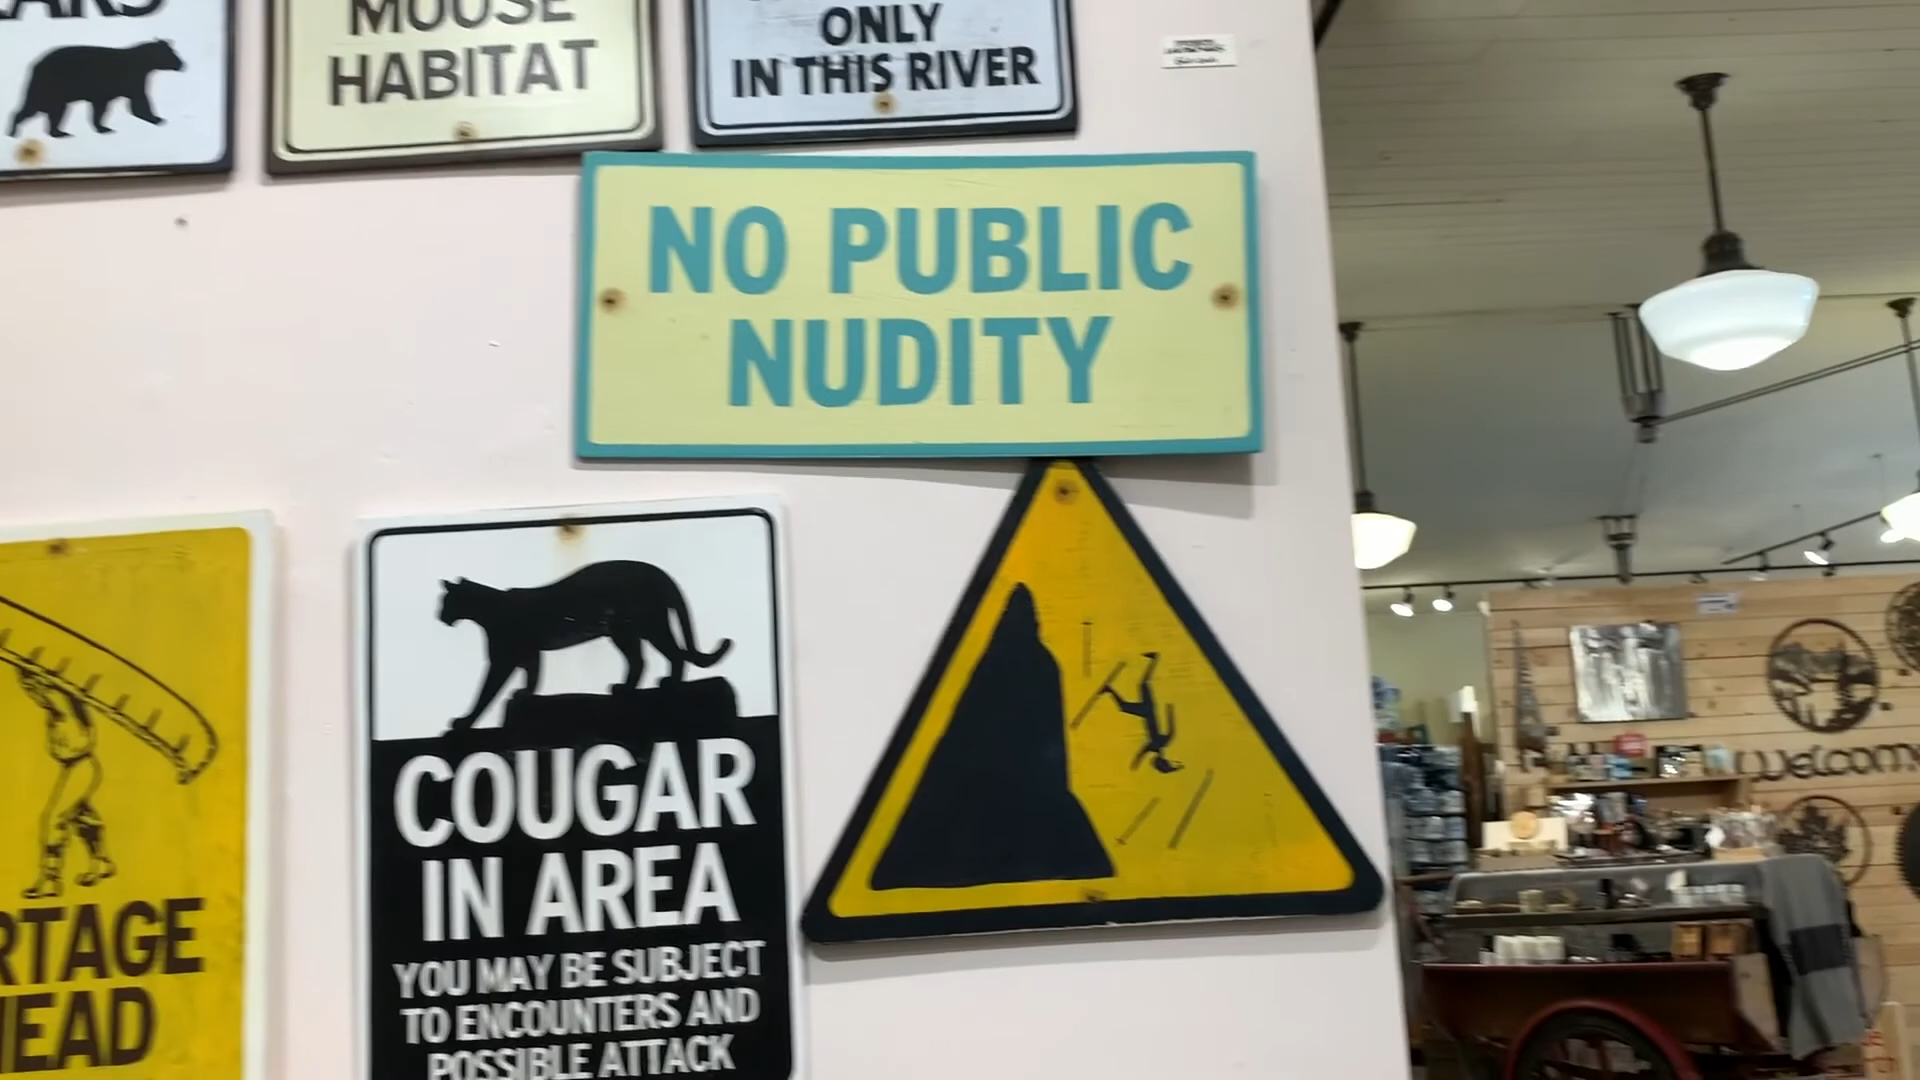 MOOSE
HABITAT
ONLY
IN THIS RIVER
NO PUBLIC
NUDITY
COUGAR
IN AREA
YOU MAY BE SUBJECT
TO ENCOUNTERS AND
POSSIBLE ATTACK
RTAGE
HEAD
welcome